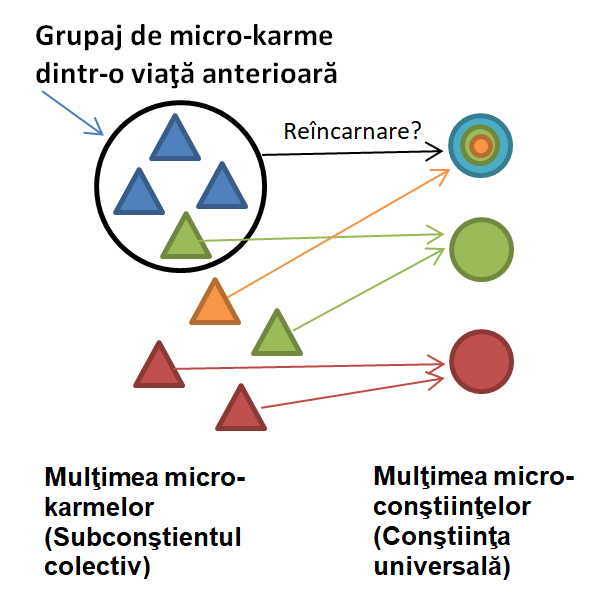 Grupaj de micro-karme
dintr-o viaţă anterioară
Reîncarnare?
Mulţimea micro-
karmelor
(Subconştientul
colectiv)
Mulţimea micro-
conştiinţelor
(Conştiinţa
universală)